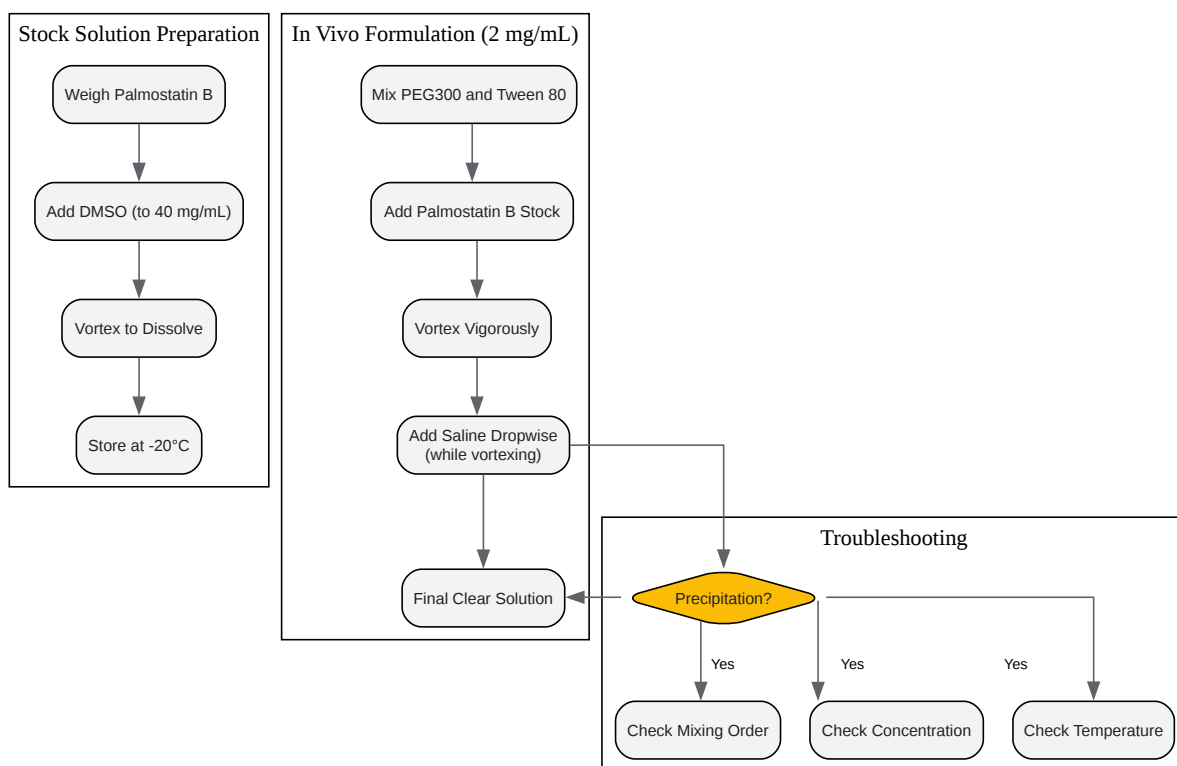 Stock Solution Preparation
Weigh Palmostatin B
Add DMSO (to 40 mg/mL)
Vortex to Dissolve
Store at -20°C
In Vivo Formulation (2 mg/mL)
Mix PEG300 and Tween 80
Add Palmostatin B Stock
Vortex Vigorously
Add Saline Dropwise
(while vortexing)
Final Clear Solution
Troubleshooting
Precipitation?
Yes
Yes
Yes
Check Mixing Order
Check Concentration
Check Temperature